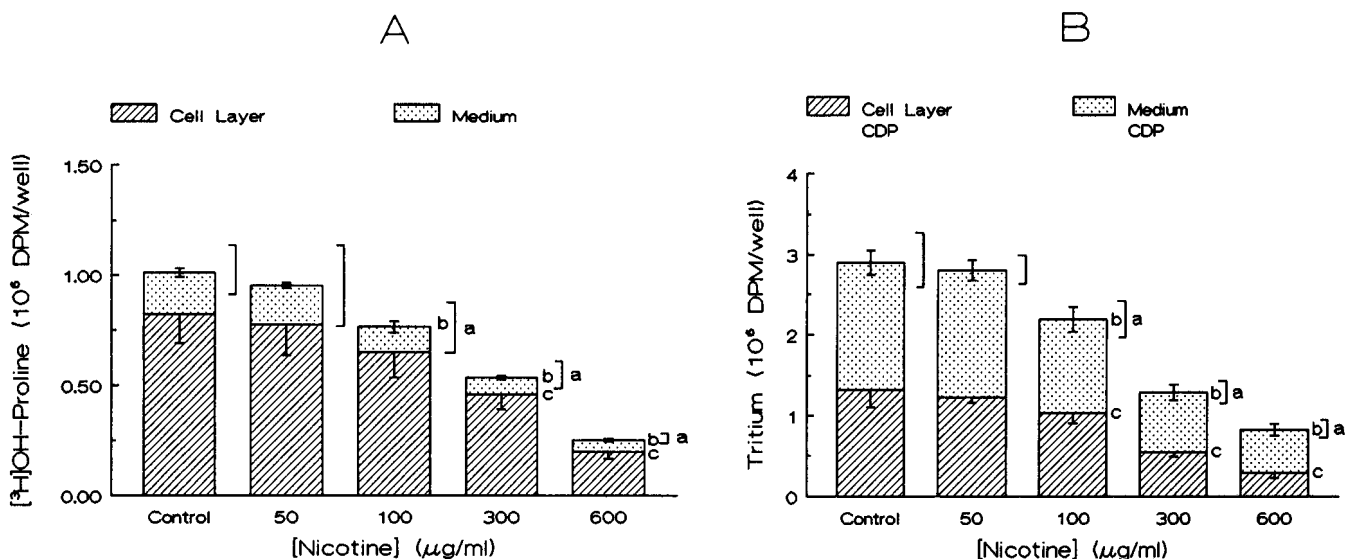 A
Cell Layer
Medium
[³H]OH-Proline (10⁶ DPM/well)
1.50
1.00
0.50
0.00
b
a
b
a
c
b
a
c
Control
50
100
300
600
[Nicotine] (μg/ml)
B
Cell Layer
CDP
Medium
CDP
Tritium (10⁶ DPM/well)
4
3
2
1
0
b
a
c
b
a
c
b
a
c
Control
50
100
300
600
[Nicotine] (μg/ml)